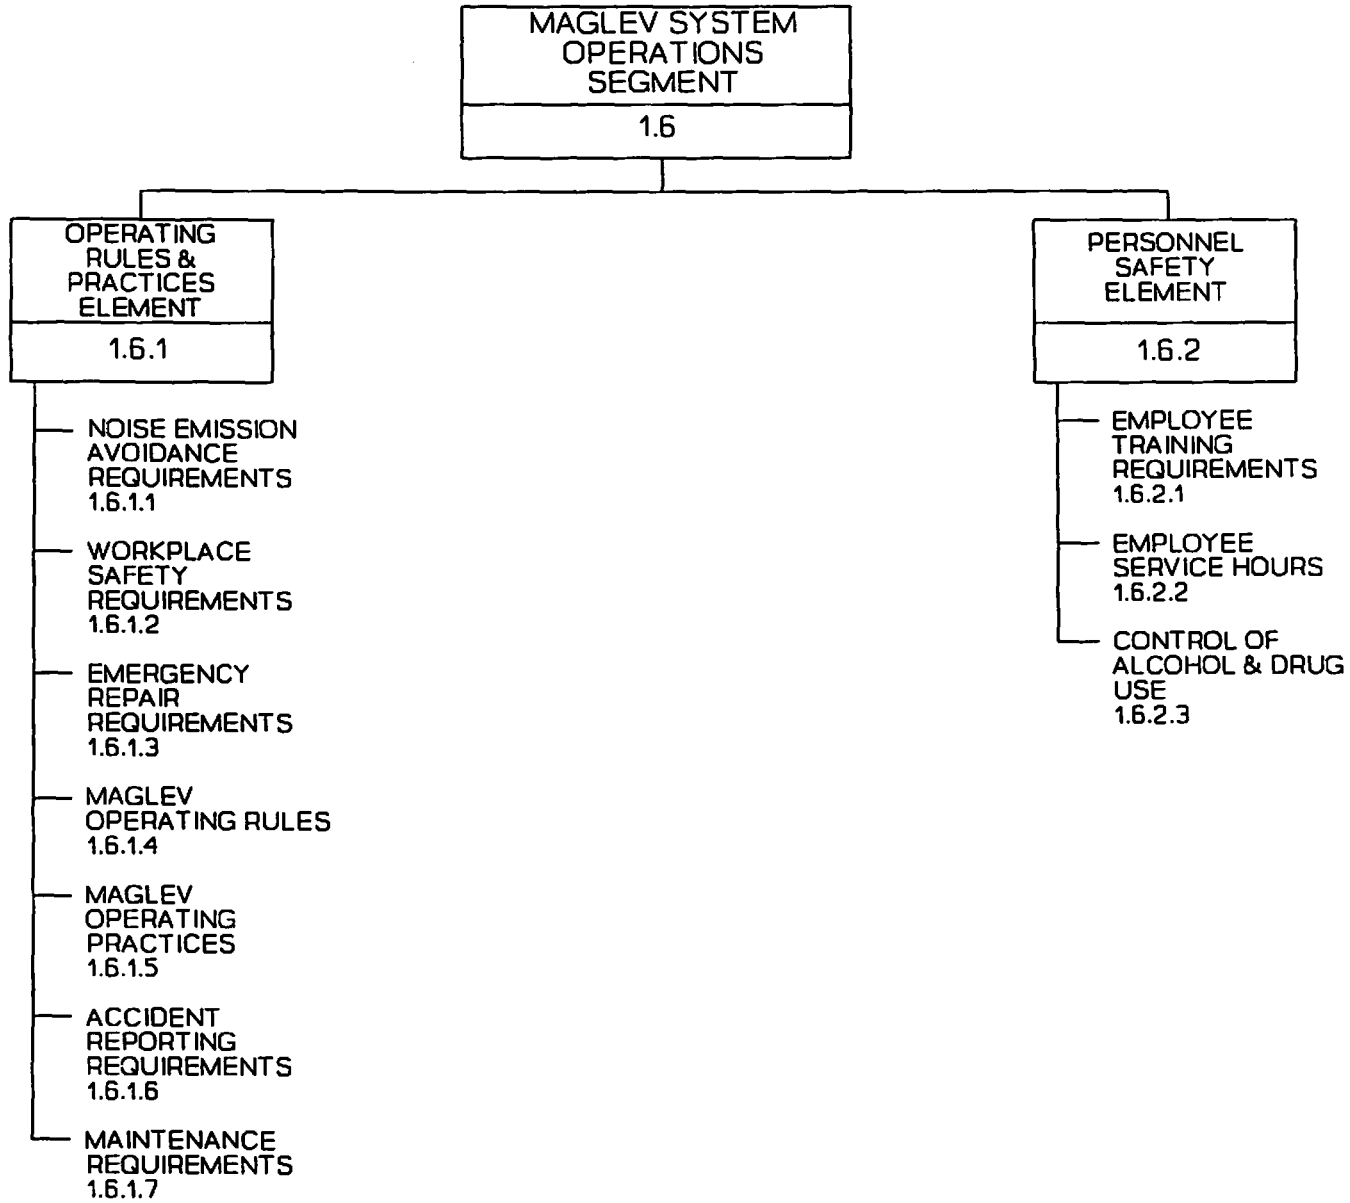 MAGLEV SYSTEM
OPERATIONS
SEGMENT
1.6
OPERATING
RULES &
PRACTICES
ELEMENT
1.6.1
NOISE EMISSION
AVOIDANCE
REQUIREMENTS
1.6.1.1
WORKPLACE
SAFETY
REQUIREMENTS
1.6.1.2
EMERGENCY
REPAIR
REQUIREMENTS
1.6.1.3
MAGLEV
OPERATING RULES
1.6.1.4
MAGLEV
OPERATING
PRACTICES
1.6.1.5
ACCIDENT
REPORTING
REQUIREMENTS
1.6.1.6
MAINTENANCE
REQUIREMENTS
1.6.1.7
PERSONNEL
SAFETY
ELEMENT
1.6.2
EMPLOYEE
TRAINING
REQUIREMENTS
1.6.2.1
EMPLOYEE
SERVICE HOURS
1.6.2.2
CONTROL OF
ALCOHOL & DRUG
USE
1.6.2.3